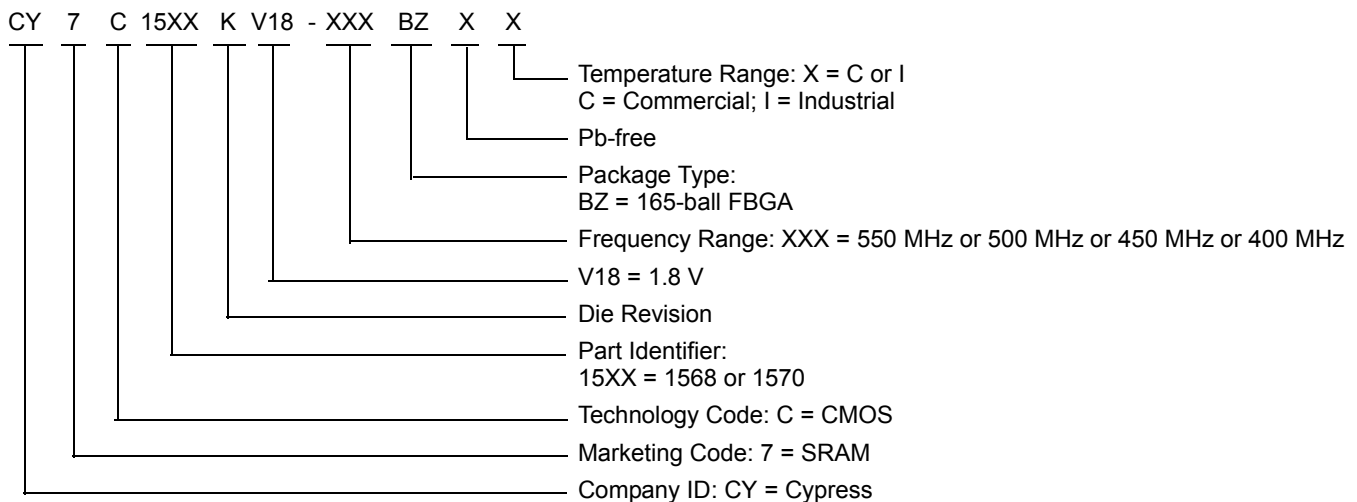 CY 7 C 15XX K V18 - XXX BZ X X
Temperature Range: X = C or I
C = Commercial; I = Industrial
Pb-free
Package Type:
BZ = 165-ball FBGA
Frequency Range: XXX = 550 MHz or 500 MHz or 450 MHz or 400 MHz
V18 = 1.8 V
Die Revision
Part Identifier:
15XX = 1568 or 1570
Technology Code: C = CMOS
Marketing Code: 7 = SRAM
Company ID: CY = Cypress